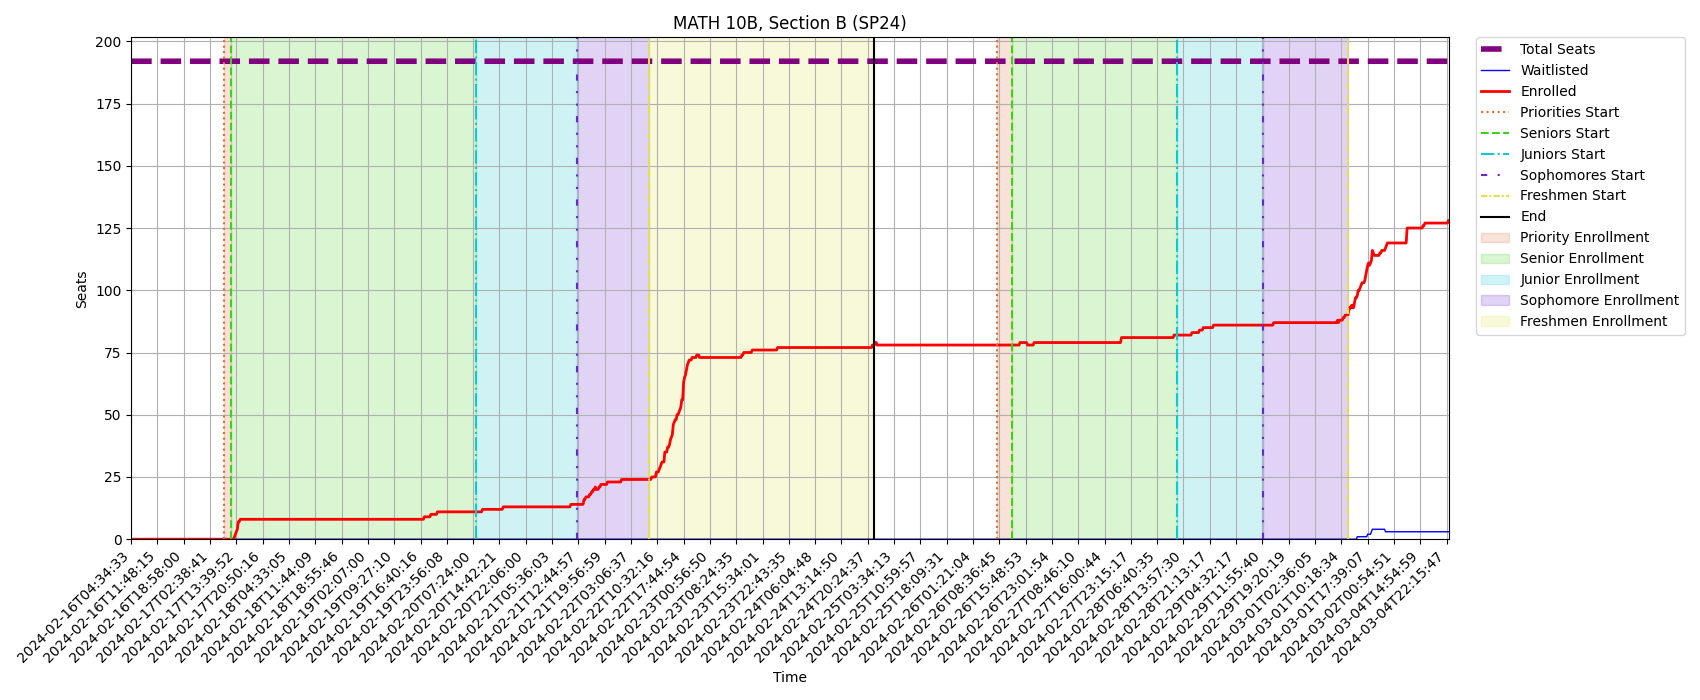 MATH 10B, Section B (SP24)
200
175
150
125
100
75
50
25
0
Seats
2024-02-16T04:34:33
2024-02-16T11:48:15
2024-02-16T18:58:00
2024-02-17T02:38:41
2024-02-17T13:39:52
2024-02-17T20:50:16
2024-02-18T04:33:05
2024-02-18T11:44:09
2024-02-18T18:55:46
2024-02-19T02:07:00
2024-02-19T09:27:10
2024-02-19T16:40:16
2024-02-19T23:56:08
2024-02-20T07:24:00
2024-02-20T14:42:21
2024-02-20T22:06:00
2024-02-21T05:36:03
2024-02-21T12:44:57
2024-02-21T19:56:59
2024-02-22T03:06:37
2024-02-22T10:32:16
2024-02-22T17:44:54
2024-02-23T00:56:50
2024-02-23T08:24:35
2024-02-23T15:34:01
2024-02-23T22:43:35
2024-02-24T06:04:48
2024-02-24T13:14:50
2024-02-24T20:24:37
2024-02-25T03:34:13
2024-02-25T10:59:57
2024-02-25T18:09:31
2024-02-26T01:21:04
2024-02-26T08:36:45
2024-02-26T15:48:53
2024-02-26T23:01:54
2024-02-27T08:46:10
2024-02-27T16:00:44
2024-02-27T23:15:17
2024-02-28T06:40:35
2024-02-28T13:57:30
2024-02-28T21:13:17
2024-02-29T04:32:17
2024-02-29T11:55:40
2024-02-29T19:20:19
2024-03-01T02:36:05
2024-03-01T10:18:34
2024-03-01T17:39:07
2024-03-02T00:54:51
2024-03-04T14:54:59
2024-03-04T22:15:47
Time
Total Seats
Waitlisted
Enrolled
Priorities Start
Seniors Start
Juniors Start
Sophomores Start
Freshmen Start
End
Priority Enrollment
Senior Enrollment
Junior Enrollment
Sophomore Enrollment
Freshmen Enrollment